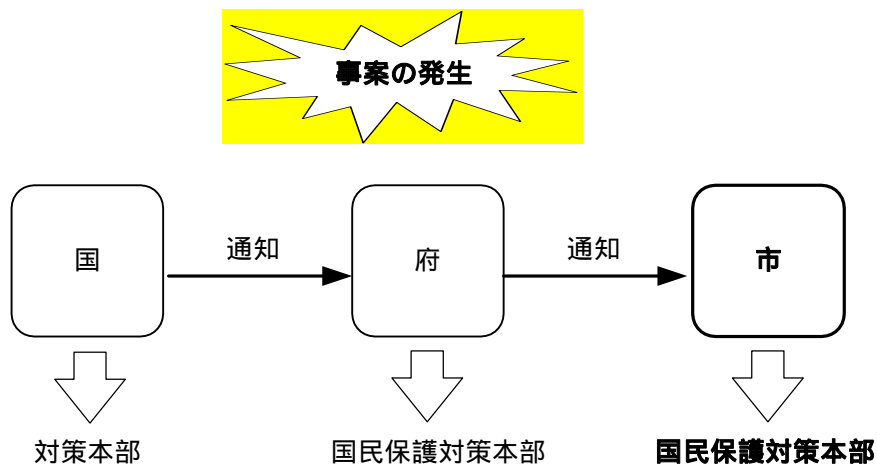 事案の発生
国
通知
府
通知
市
対策本部
国民保護対策本部
国民保護対策本部